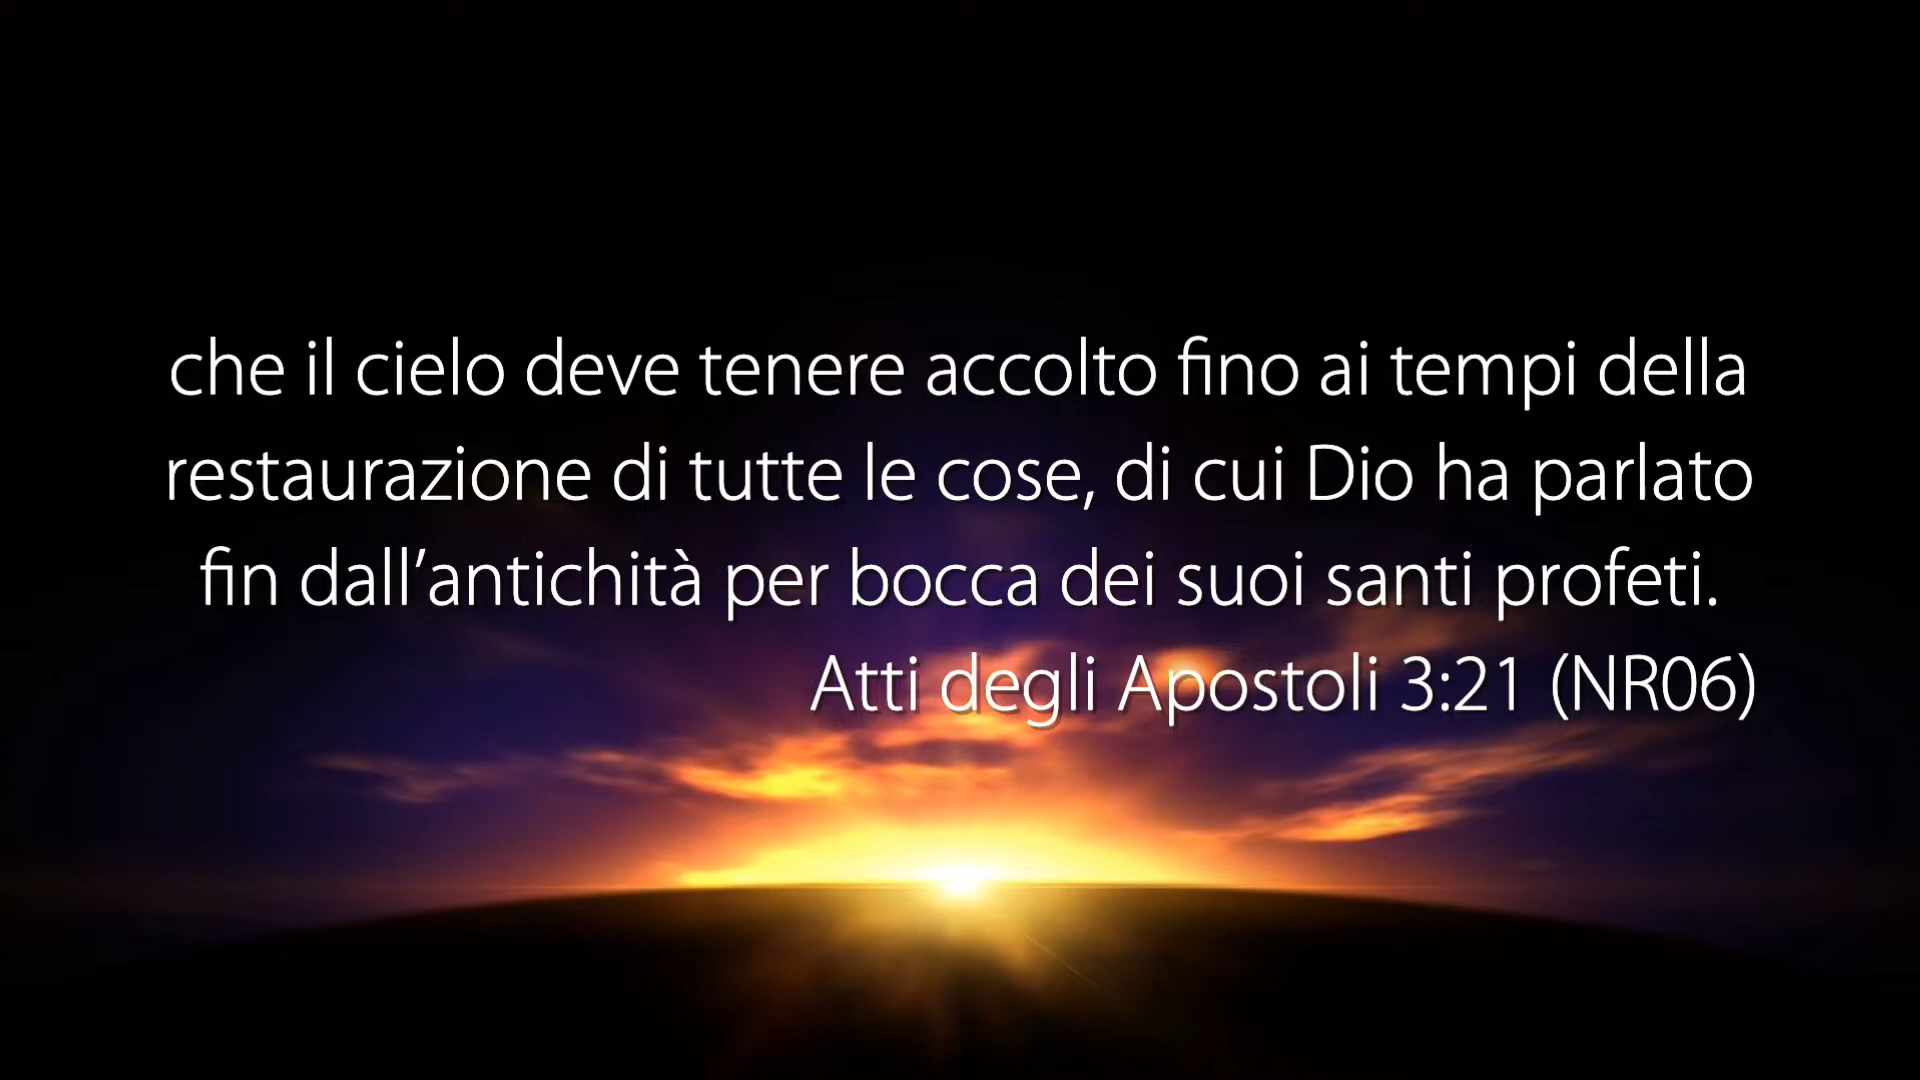 che il cielo deve tenere accolto fino ai tempi della
restaurazione di tutte le cose, di cui Dio ha parlato
fin dall’antichità per bocca dei suoi santi profeti.
Atti degli Apostoli 3:21 (NR06)